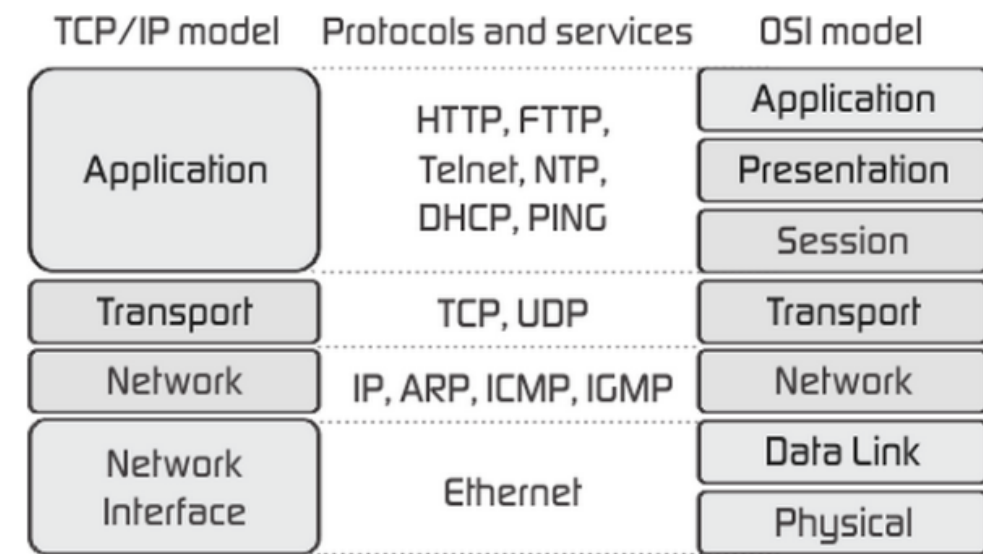 TCP/IP model Protocols and services OSI model
Application
HTTP, FTTP,
Telnet, NTP,
DHCP, PING
Application
Presentation
Session
Transport
TCP, UDP
Transport
Network
IP, ARP, ICMP, IGMP
Network
Network
Interface
Ethernet
Data Link
Physical